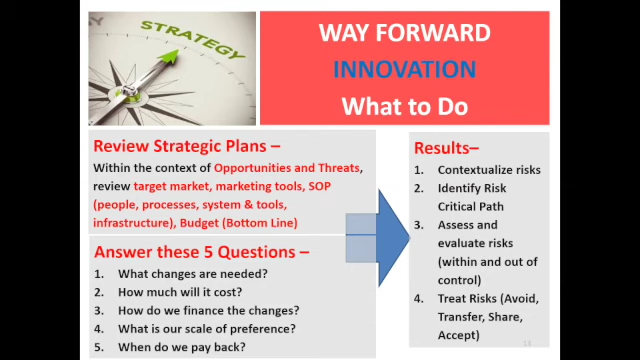 STRATEGY
WAY FORWARD
INNOVATION
What to Do
Review Strategic Plans –
Within the context of Opportunities and Threats,
review target market, marketing tools, SOP
(people, processes, system & tools,
infrastructure), Budget (Bottom Line)
Answer these 5 Questions –
1. What changes are needed?
2. How much will it cost?
3. How do we finance the changes?
4. What is our scale of preference?
5. When do we pay back?
Results–
1. Contextualize risks
2. Identify Risk
Critical Path
3. Assess and
evaluate risks
(within and out of
control)
4. Treat Risks (Avoid,
Transfer, Share,
Accept)